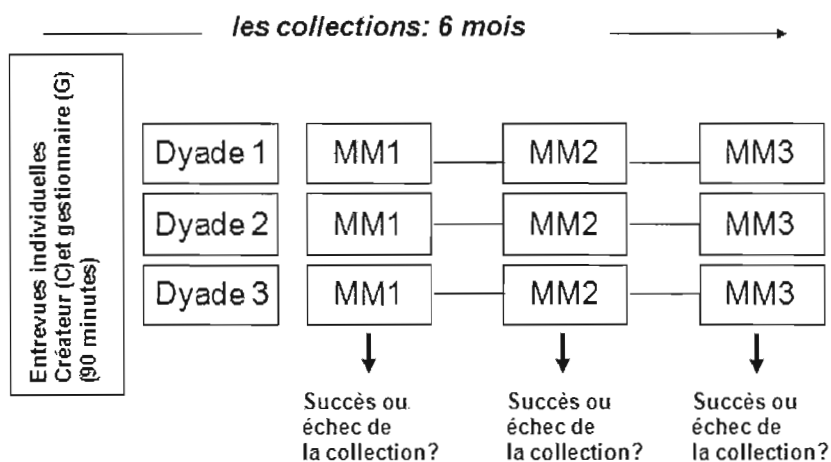 les collections: 6 mois
Entrevues individuelles
Créateur (C) et gestionnaire (G)
(90 minutes)
Dyade 1 MM1 MM2 MM3
Dyade 2 MM1 MM2 MM3
Dyade 3 MM1 MM2 MM3
Succès ou Succès ou Succès ou
échec de échec de échec de
la collection? la collection? la collection?